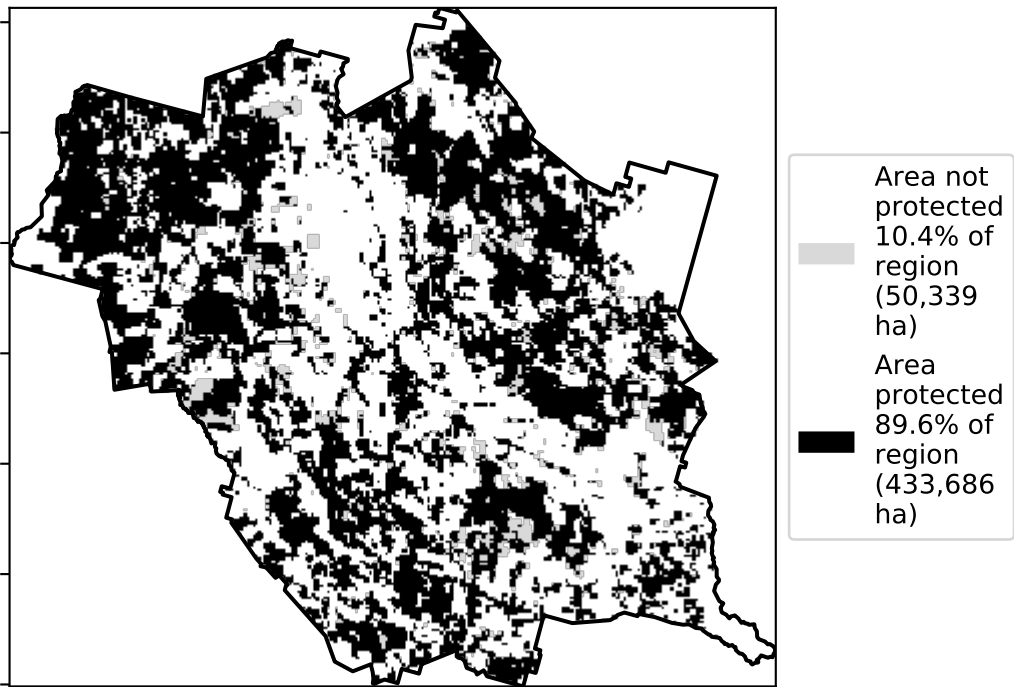 Area not
protected
10.4% of
region
(50,339
ha)
Area
protected
89.6% of
region
(433,686
ha)